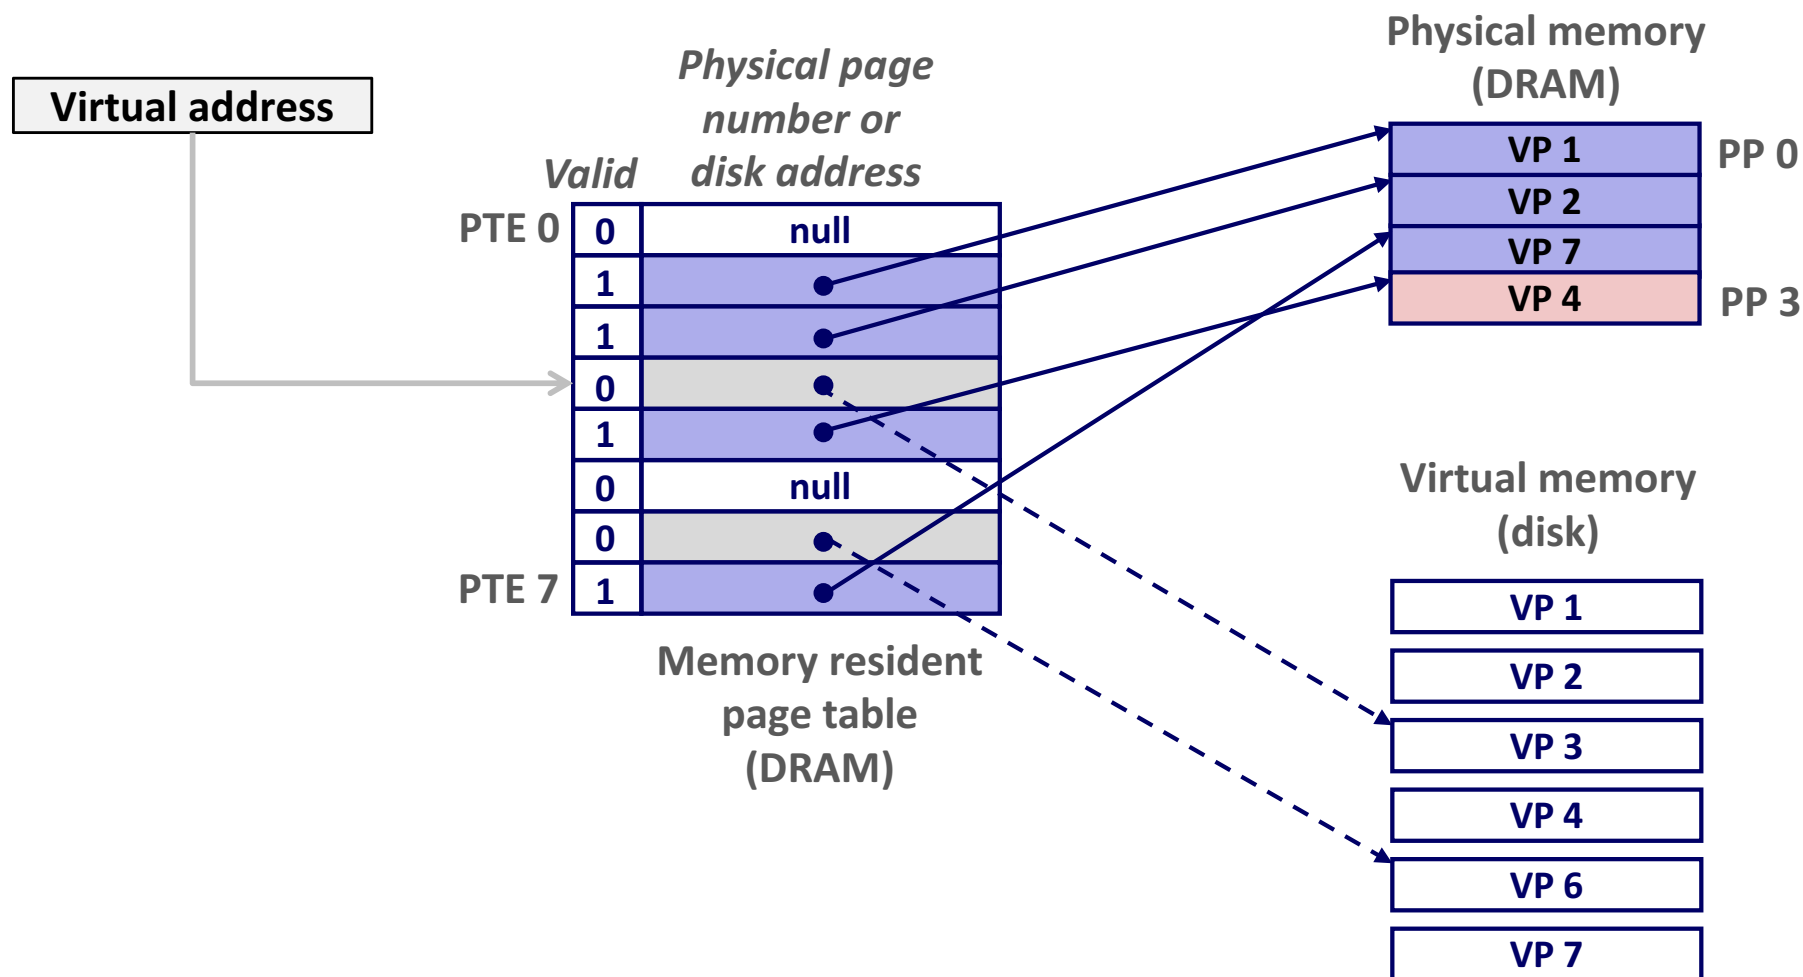 Virtual address
Physical page
number or
disk address
Valid
PTE 0
0
null
1
1
0
1
0
null
0
PTE 7
1
Memory resident
page table
(DRAM)
Physical memory
(DRAM)
VP 1
PP 0
VP 2
VP 7
VP 4
PP 3
Virtual memory
(disk)
VP 1
VP 2
VP 3
VP 4
VP 6
VP 7